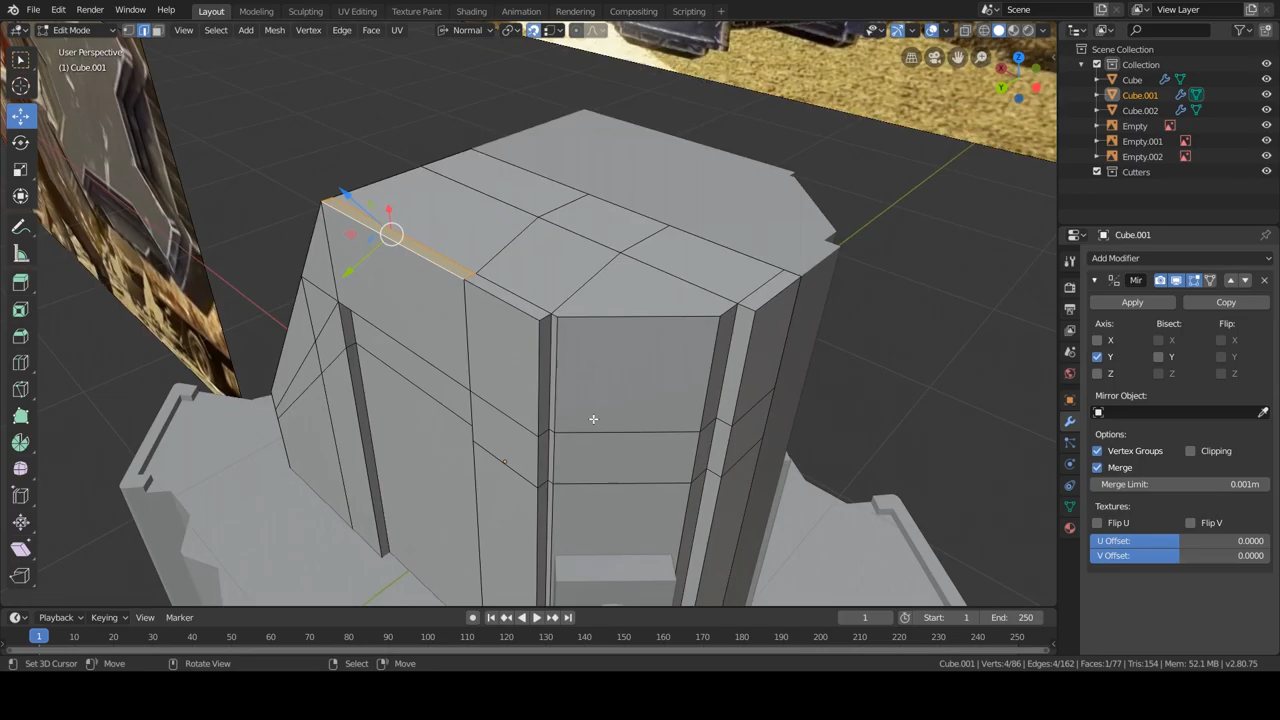 File Edit Render Window Help
Layout Modeling Sculpting UV Editing Texture Paint Shading Animation Rendering Compositing Scripting +
Scene
View Layer
Edit Mode
View Select Add Mesh Vertex Edge Face UV
Normal
User Perspective
(1) Cube.001
Z
Y
Scene Collection
Collection
Cube
Cube.001
Cube.002
Empty
Empty.001
Empty.002
Cutters
Cube.001
Add Modifier
Mir
Apply Copy
Axis: Bisect: Flip:
X X X
Y Y Y
Z Z Z
Mirror Object:
Options:
Vertex Groups Clipping
Merge
Merge Limit: 0.001m
Textures:
Flip U Flip V
U Offset: 0.0000
V Offset: 0.0000
Playback Keying View Marker
1 Start: 1 End: 250
1 10 20 30 40 50 60 70 80 90 100 110 120 130 140 150 160 170 180 190 200 210 220 230 240 250
Set 3D Cursor Move Rotate View Select Move
Cube.001 | Verts:4/86 | Edges:4/162 | Faces:1/77 | Tris:154 | Mem: 52.1 MB | v2.80.75